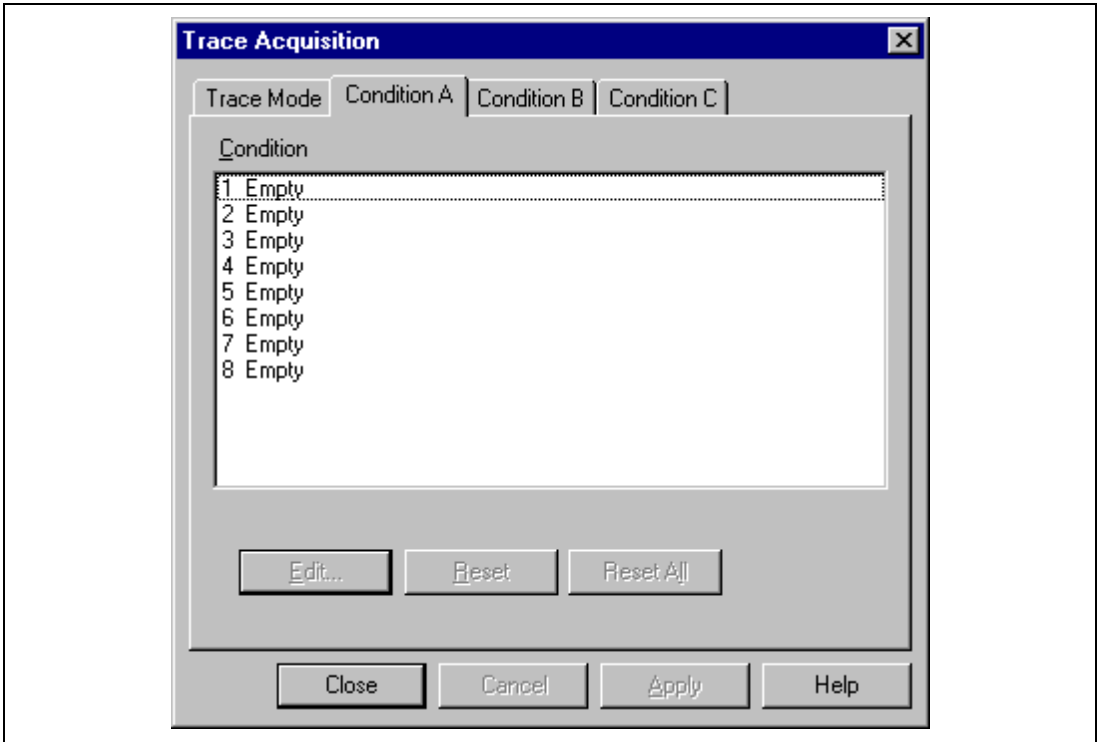 Trace Acquisition
Trace Mode Condition A Condition B Condition C
Condition
1 Empty
2 Empty
3 Empty
4 Empty
5 Empty
6 Empty
7 Empty
8 Empty
Edit... Reset Reset All
Close Cancel Apply Help